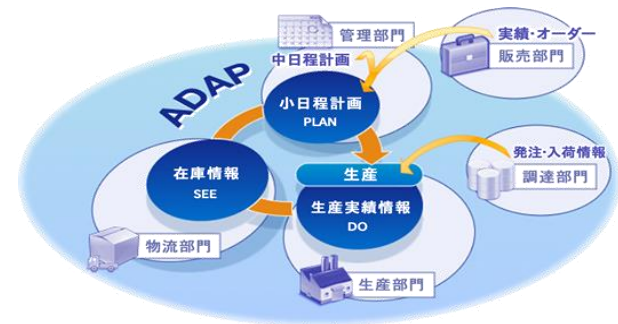 管理部門
中日程計画
実績・オーダー
販売部門
ADAP
小日程計画
PLAN
発注・入荷情報
調達部門
生産
在庫情報
SEE
生産実績情報
DO
物流部門
生産部門